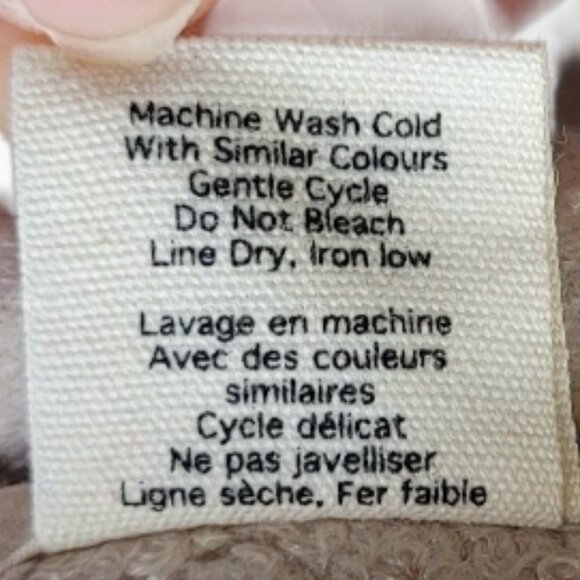 Machine Wash Cold
With Similar Colours
Gentle Cycle
Do Not Bleach
Line Dry, Iron low
Lavage en machine
Avec des couleurs
similaires
Cycle délicat
Ne pas javelliser
Ligne sèche, Fer faible